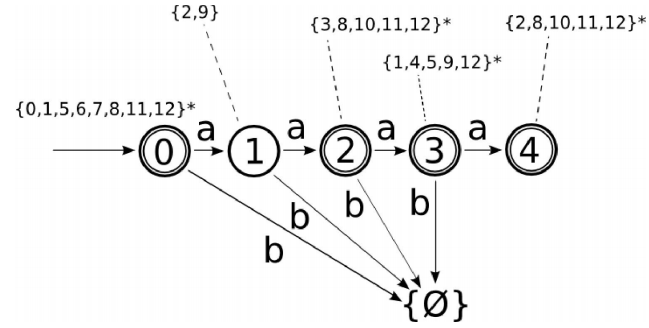 {2,9}
{3,8,10,11,12}*
{2,8,10,11,12}*
{1,4,5,9,12}*
{0,1,5,6,7,8,11,12}*
a a a a
0 1 2 3 4
b b b
b
{Ø}